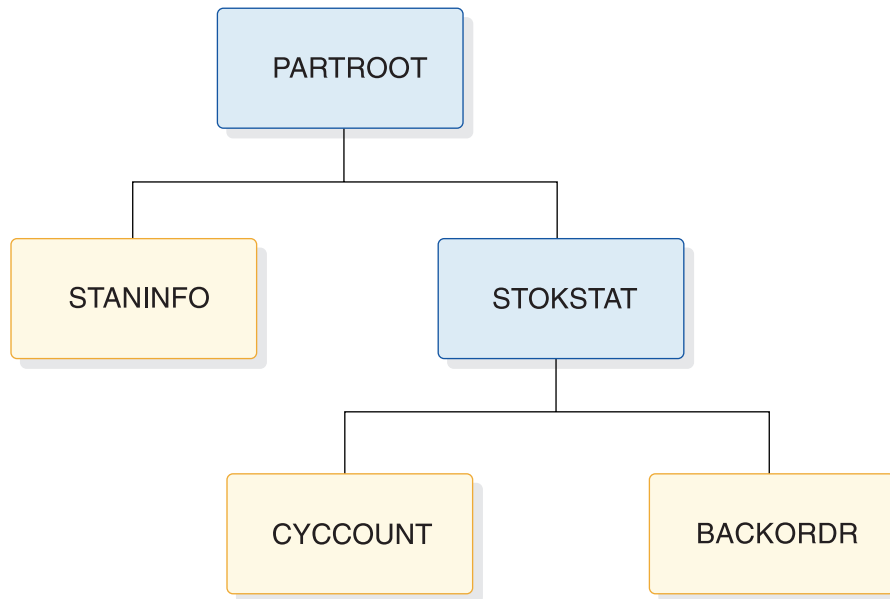 PARTROOT
STANINFO
STOKSTAT
CYCCOUNT
BACKORDR